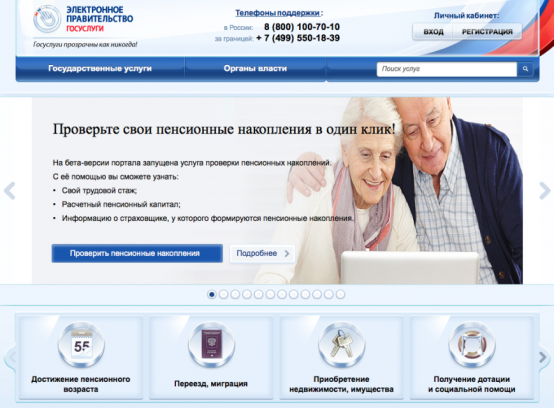 ЭЛЕКТРОННОЕ
ПРАВИТЕЛЬСТВО
ГОСУСЛУГИ
Госуслуги прозрачны как никогда!
Телефоны поддержки:
в России: 8 (800) 100-70-10
за границей: + 7 (499) 550-18-39
Личный кабинет:
ВХОД РЕГИСТРАЦИЯ
Государственные услуги
Органы власти
Поиск услуг
Проверьте свои пенсионные накопления в один клик!
На бета-версии портала запущена услуга проверки пенсионных накоплений.
С её помощью вы сможете узнать:
• Свой трудовой стаж;
• Расчетный пенсионный капитал;
• Информацию о страховщике, у которого формируются пенсионные накопления.
Проверить пенсионные накопления
Подробнее
55
Достижение пенсионного
возраста
Переезд, миграция
Приобретение
недвижимости, имущества
Получение дотации
и социальной помощи